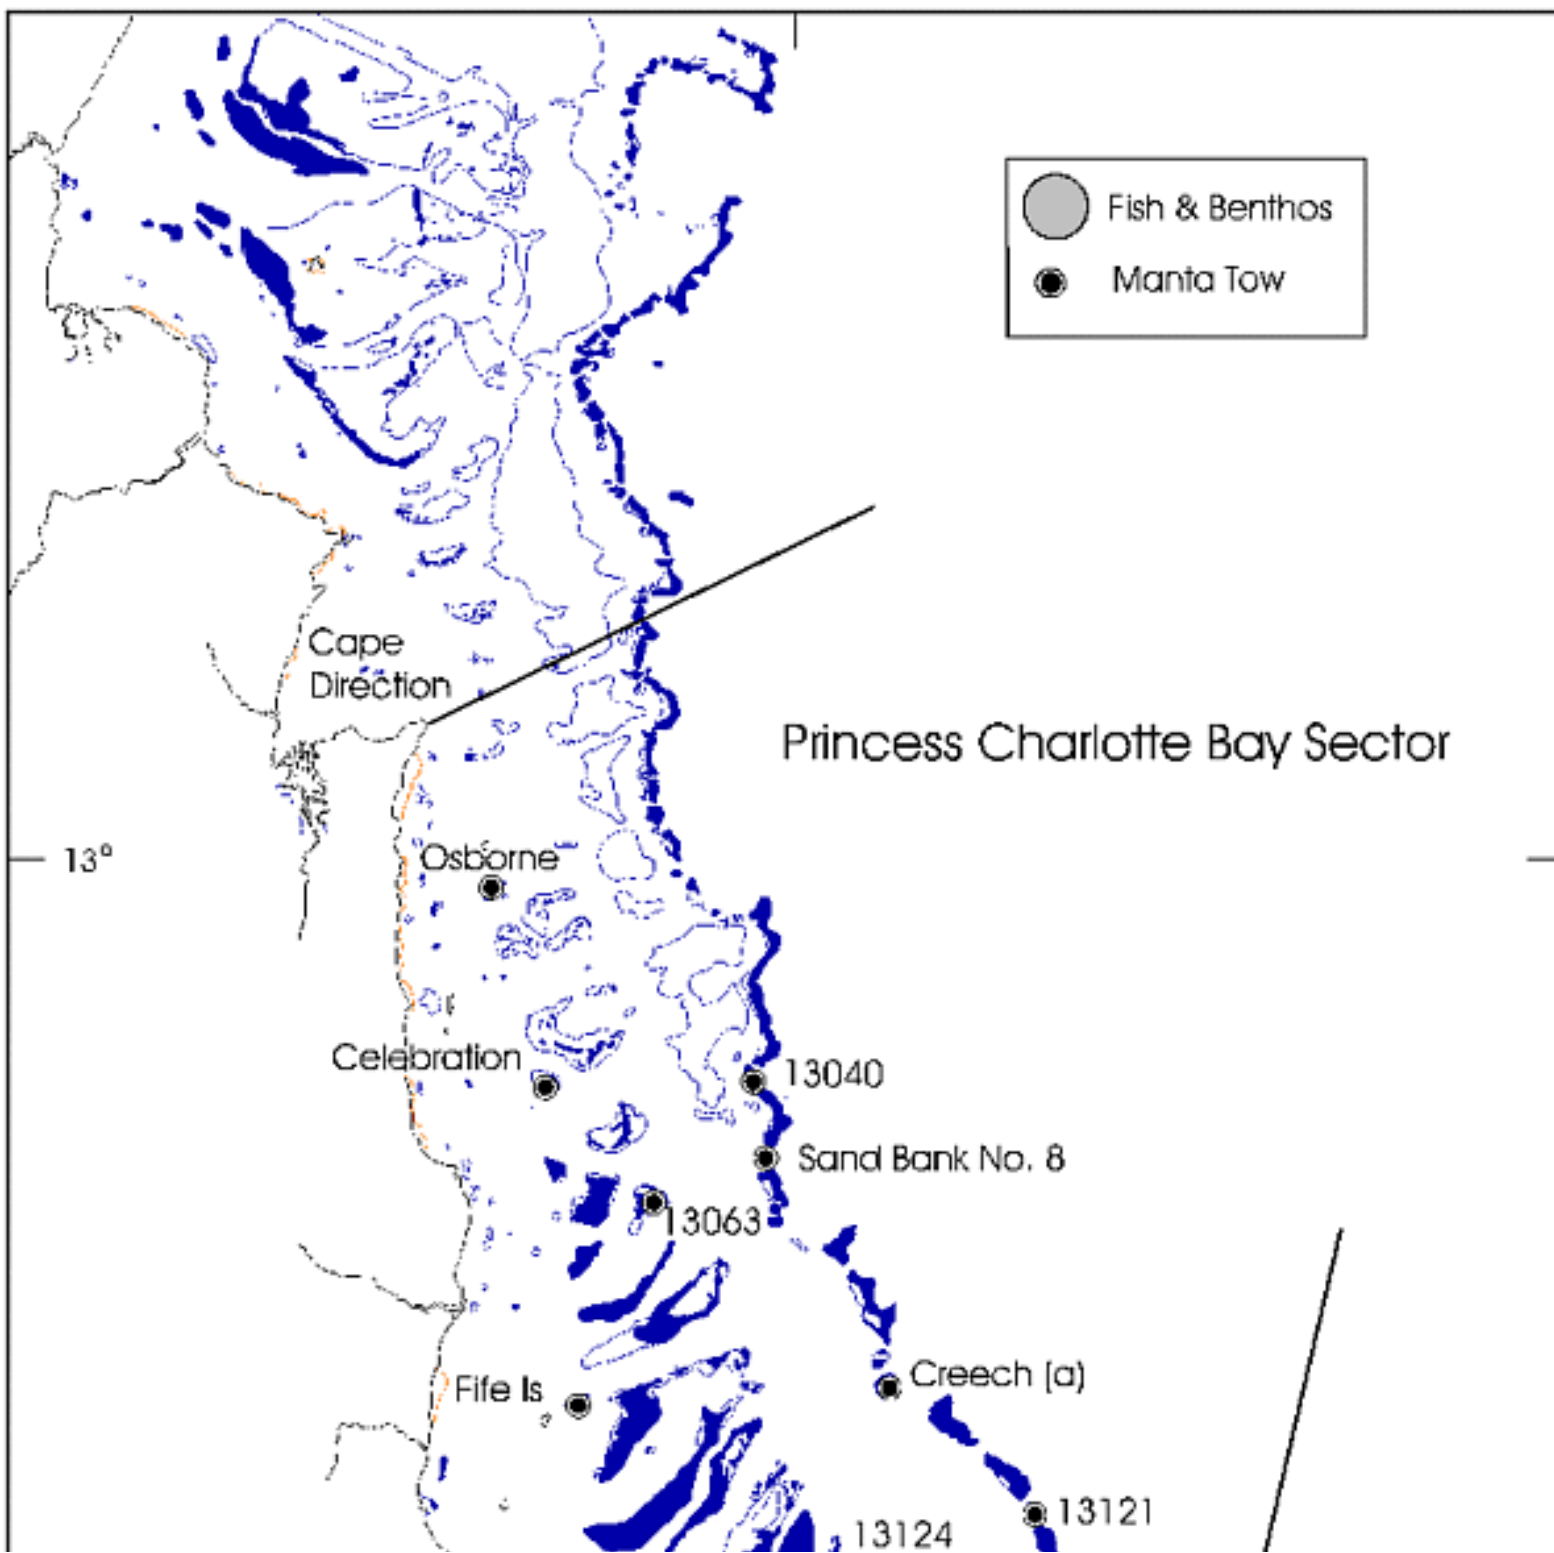 Fish & Benthos
Manta Tow
Cape
Direction
Princess Charlotte Bay Sector
13°
Osborne
Celebration
13040
Sand Bank No. 8
13063
Creech (a)
Fife Is
13121
13124